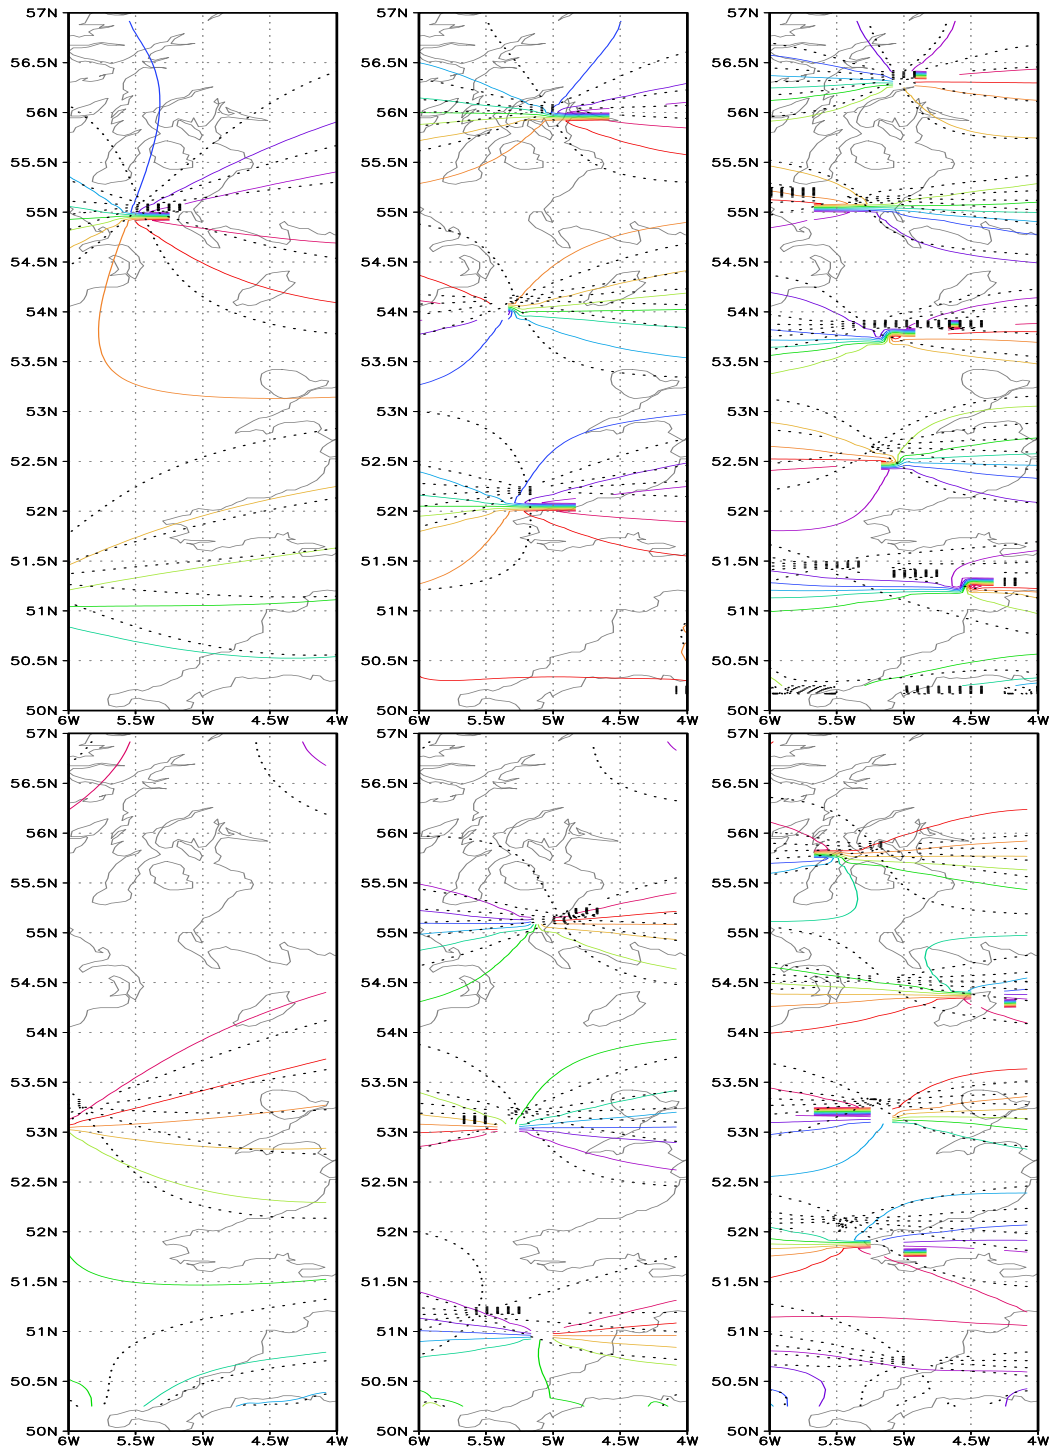 57N 57N 57N
56.5N 56.5N 56.5N
56N 56N 56N
55.5N 55.5N 55.5N
55N 55N 55N
54.5N 54.5N 54.5N
54N 54N 54N
53.5N 53.5N 53.5N
53N 53N 53N
52.5N 52.5N 52.5N
52N 52N 52N
51.5N 51.5N 51.5N
51N 51N 51N
50.5N 50.5N 50.5N
50N 50N 50N
6W 5.5W 5W 4.5W 4W 6W 5.5W 5W 4.5W 4W 6W 5.5W 5W 4.5W 4W
57N 57N 57N
56.5N 56.5N 56.5N
56N 56N 56N
55.5N 55.5N 55.5N
55N 55N 55N
54.5N 54.5N 54.5N
54N 54N 54N
53.5N 53.5N 53.5N
53N 53N 53N
52.5N 52.5N 52.5N
52N 52N 52N
51.5N 51.5N 51.5N
51N 51N 51N
50.5N 50.5N 50.5N
50N 50N 50N
6W 5.5W 5W 4.5W 4W 6W 5.5W 5W 4.5W 4W 6W 5.5W 5W 4.5W 4W